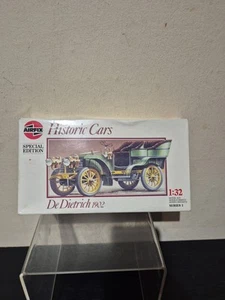 AIRFIX
Historic Cars
SPECIAL
EDITION
1:32
De Dietrich 1902